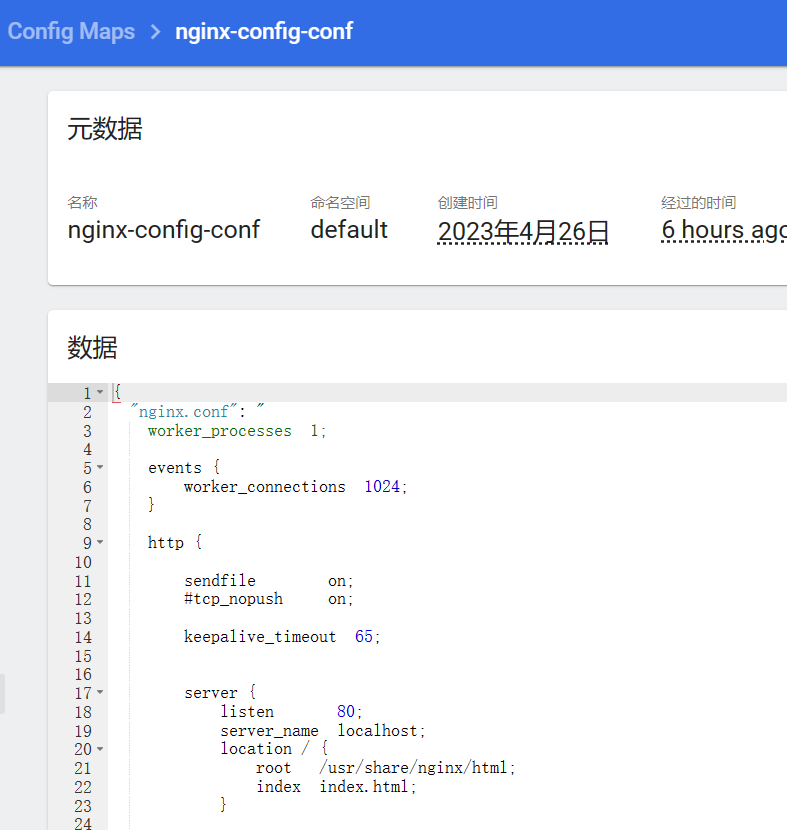 Config Maps > nginx-config-conf
元数据
名称 命名空间 创建时间 经过的时间
nginx-config-conf default 2023年4月26日 6 hours ago
数据
1 {
2 "nginx.conf": "
3 worker_processes 1;
4
5 events {
6 worker_connections 1024;
7 }
8
9 http {
10
11 sendfile on;
12 #tcp_nopush on;
13
14 keepalive_timeout 65;
15
16
17 server {
18 listen 80;
19 server_name localhost;
20 location / {
21 root /usr/share/nginx/html;
22 index index.html;
23 }
24